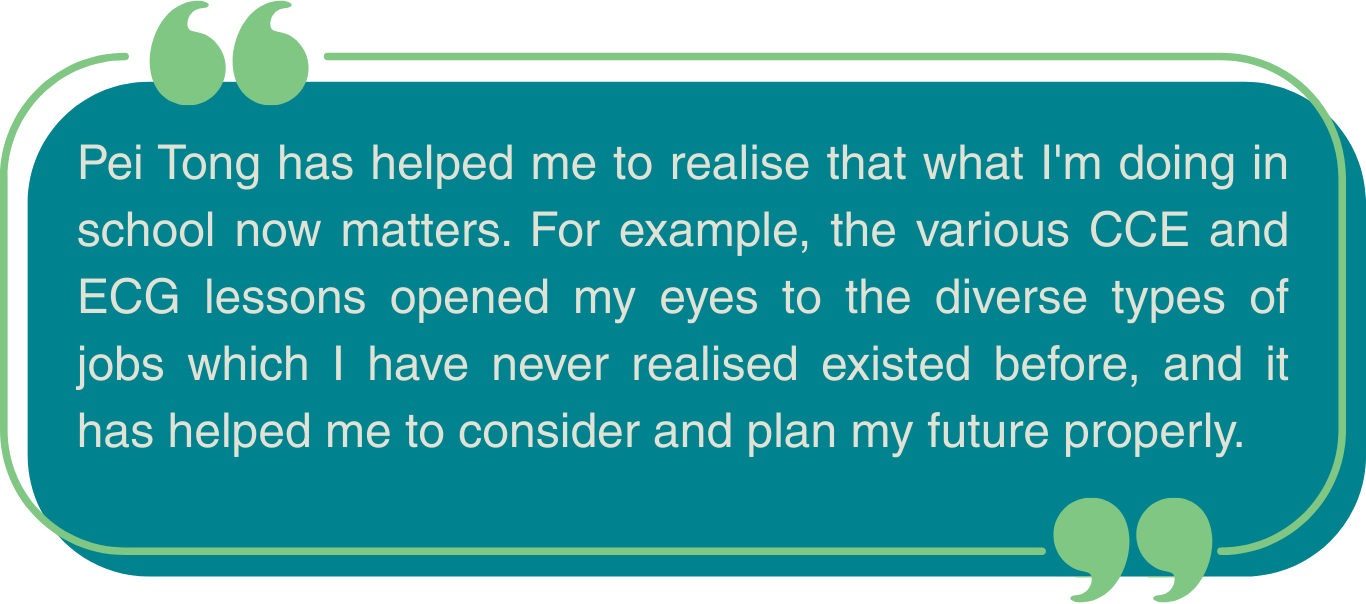 Pei Tong has helped me to realise that what I'm doing in
school now matters. For example, the various CCE and
ECG lessons opened my eyes to the diverse types of
jobs which I have never realised existed before, and it
has helped me to consider and plan my future properly.